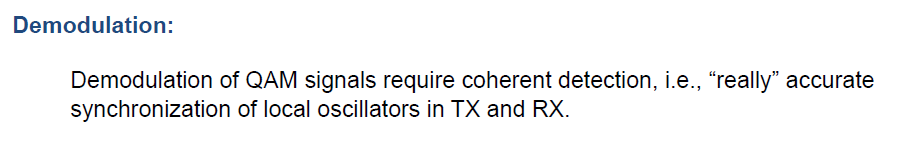 Demodulation:
Demodulation of QAM signals require coherent detection, i.e., “really” accurate
synchronization of local oscillators in TX and RX.